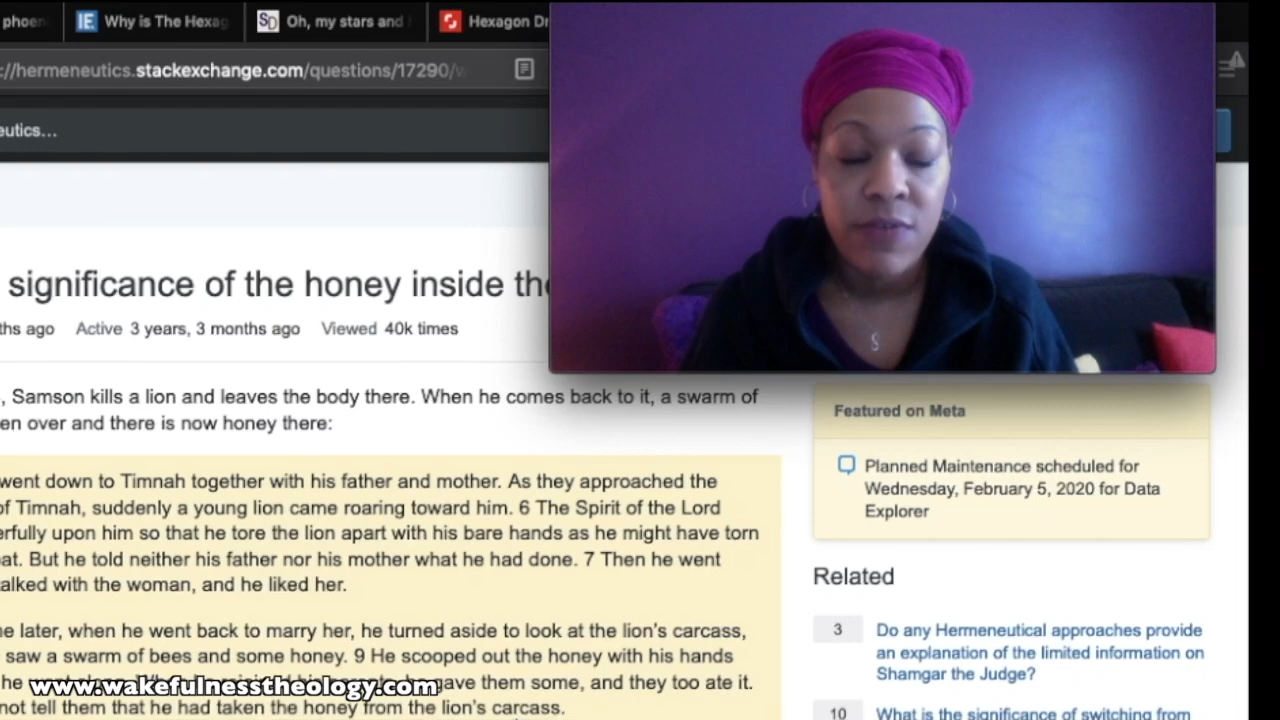 phoen
Why is The Hexag
Oh, my stars and
Hexagon Dr
://hermeneutics.stackexchange.com/questions/17290/w
eutics…
significance of the honey inside the
ths ago Active 3 years, 3 months ago Viewed 40k times
, Samson kills a lion and leaves the body there. When he comes back to it, a swarm of
en over and there is now honey there:
went down to Timnah together with his father and mother. As they approached the
of Timnah, suddenly a young lion came roaring toward him. 6 The Spirit of the Lord
erfully upon him so that he tore the lion apart with his bare hands as he might have torn
at. But he told neither his father nor his mother what he had done. 7 Then he went
alked with the woman, and he liked her.
ne later, when he went back to marry her, he turned aside to look at the lion's carcass,
saw a swarm of bees and some honey. 9 He scooped out the honey with his hands
he gave them some, and they too ate it.
not tell them that he had taken the honey from the lion's carcass.
www.wakefulnesstheology.com
Featured on Meta
Planned Maintenance scheduled for
Wednesday, February 5, 2020 for Data
Explorer
Related
3
Do any Hermeneutical approaches provide
an explanation of the limited information on
Shamgar the Judge?
10
What is the significance of switching from